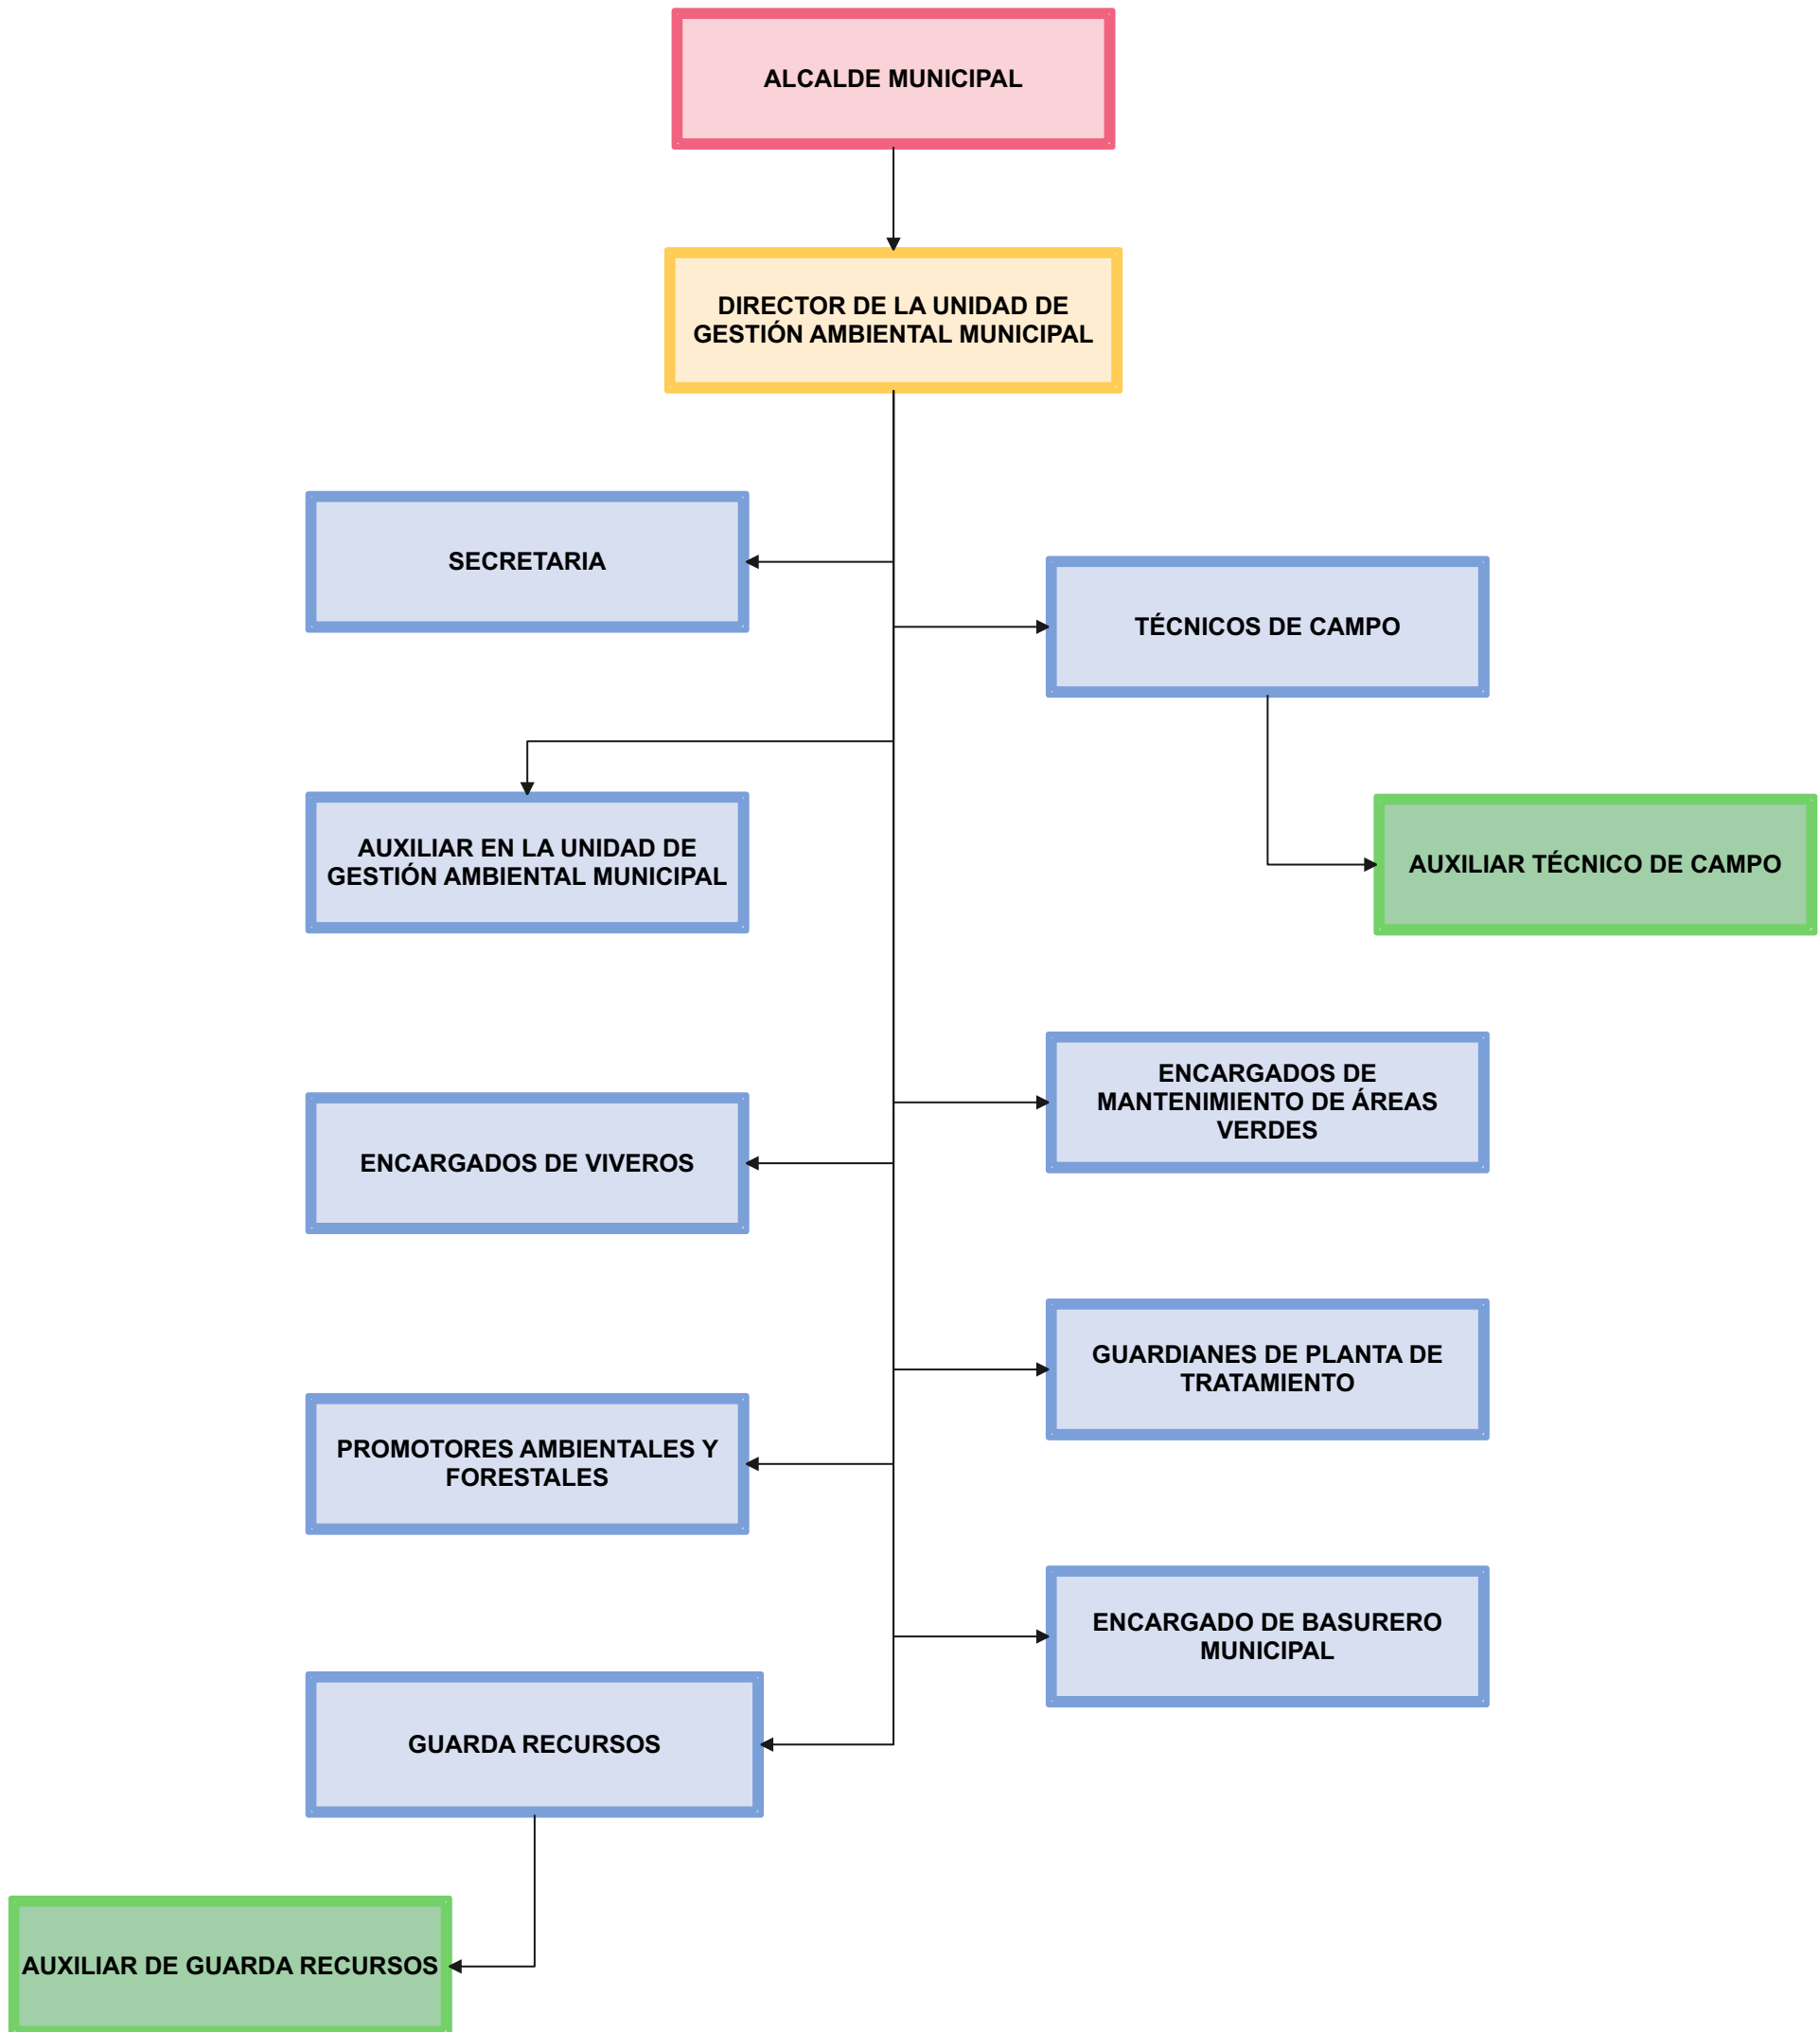 ALCALDE MUNICIPAL
DIRECTOR DE LA UNIDAD DE
GESTIÓN AMBIENTAL MUNICIPAL
SECRETARIA
TÉCNICOS DE CAMPO
AUXILIAR EN LA UNIDAD DE
GESTIÓN AMBIENTAL MUNICIPAL
AUXILIAR TÉCNICO DE CAMPO
ENCARGADOS DE
MANTENIMIENTO DE ÁREAS
VERDES
ENCARGADOS DE VIVEROS
GUARDIANES DE PLANTA DE
TRATAMIENTO
PROMOTORES AMBIENTALES Y
FORESTALES
ENCARGADO DE BASURERO
MUNICIPAL
GUARDA RECURSOS
AUXILIAR DE GUARDA RECURSOS